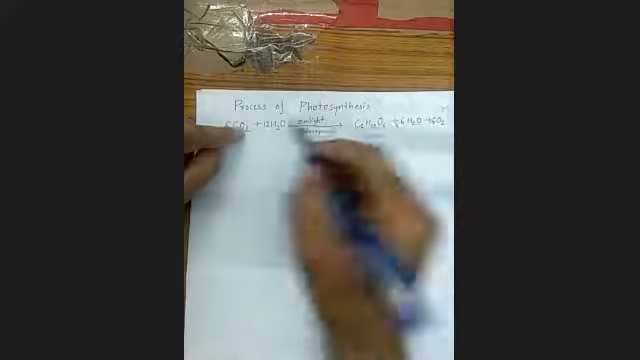 Process of Photosynthesis
6CO₂ + 12H₂O sunlight → C₆H₁₂O₆ + 6H₂O + 6O₂